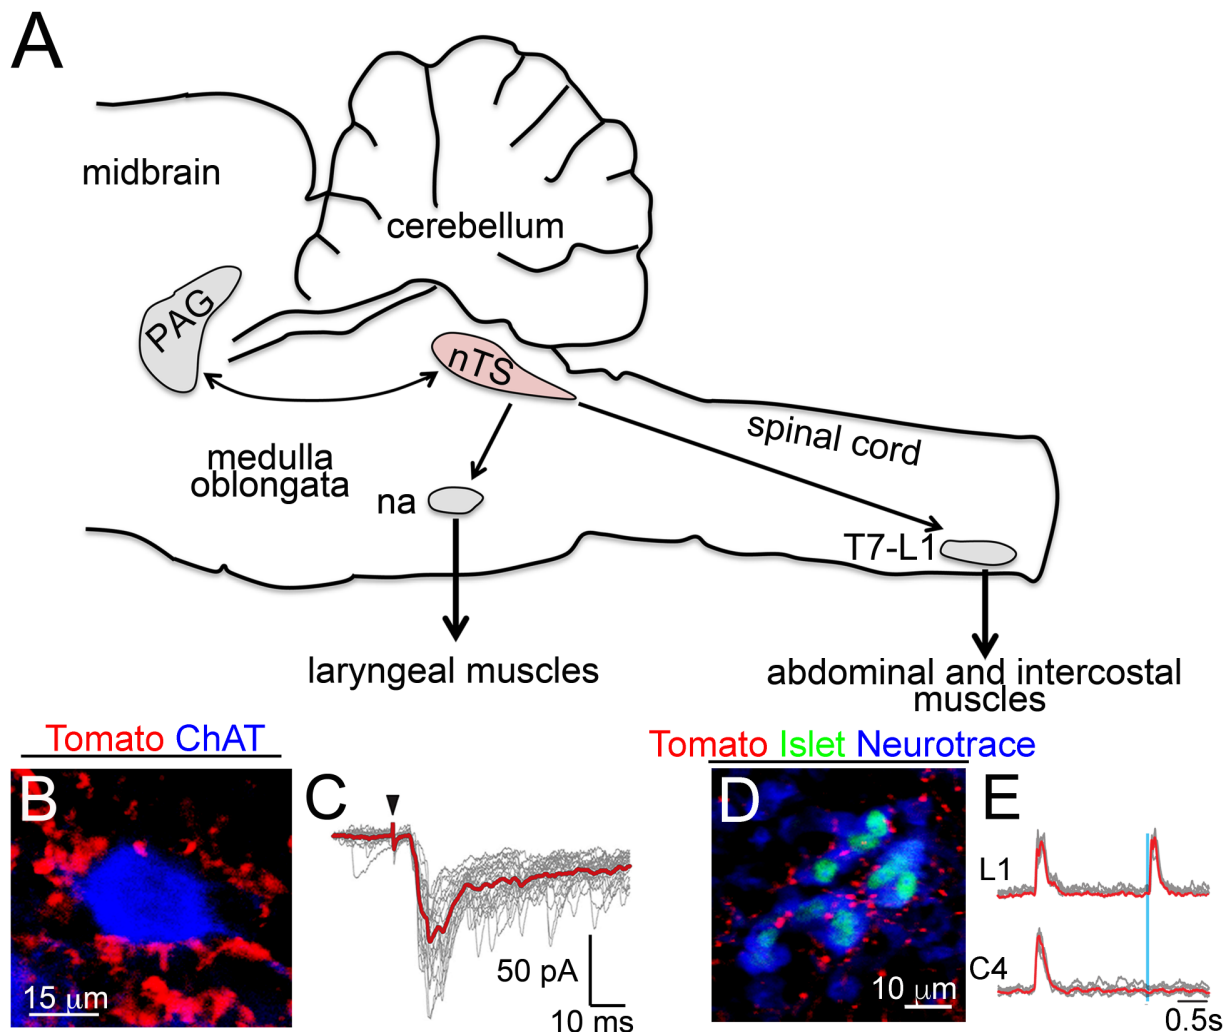 A
midbrain
cerebellum
PAG
nTS
spinal cord
medulla
oblongata
na
T7-L1
laryngeal muscles
abdominal and intercostal
muscles
Tomato ChAT
Tomato Islet Neurotrace
B
C
D
E
L1
50 pA
C4
15 μm
10 ms
10 μm
0.5s